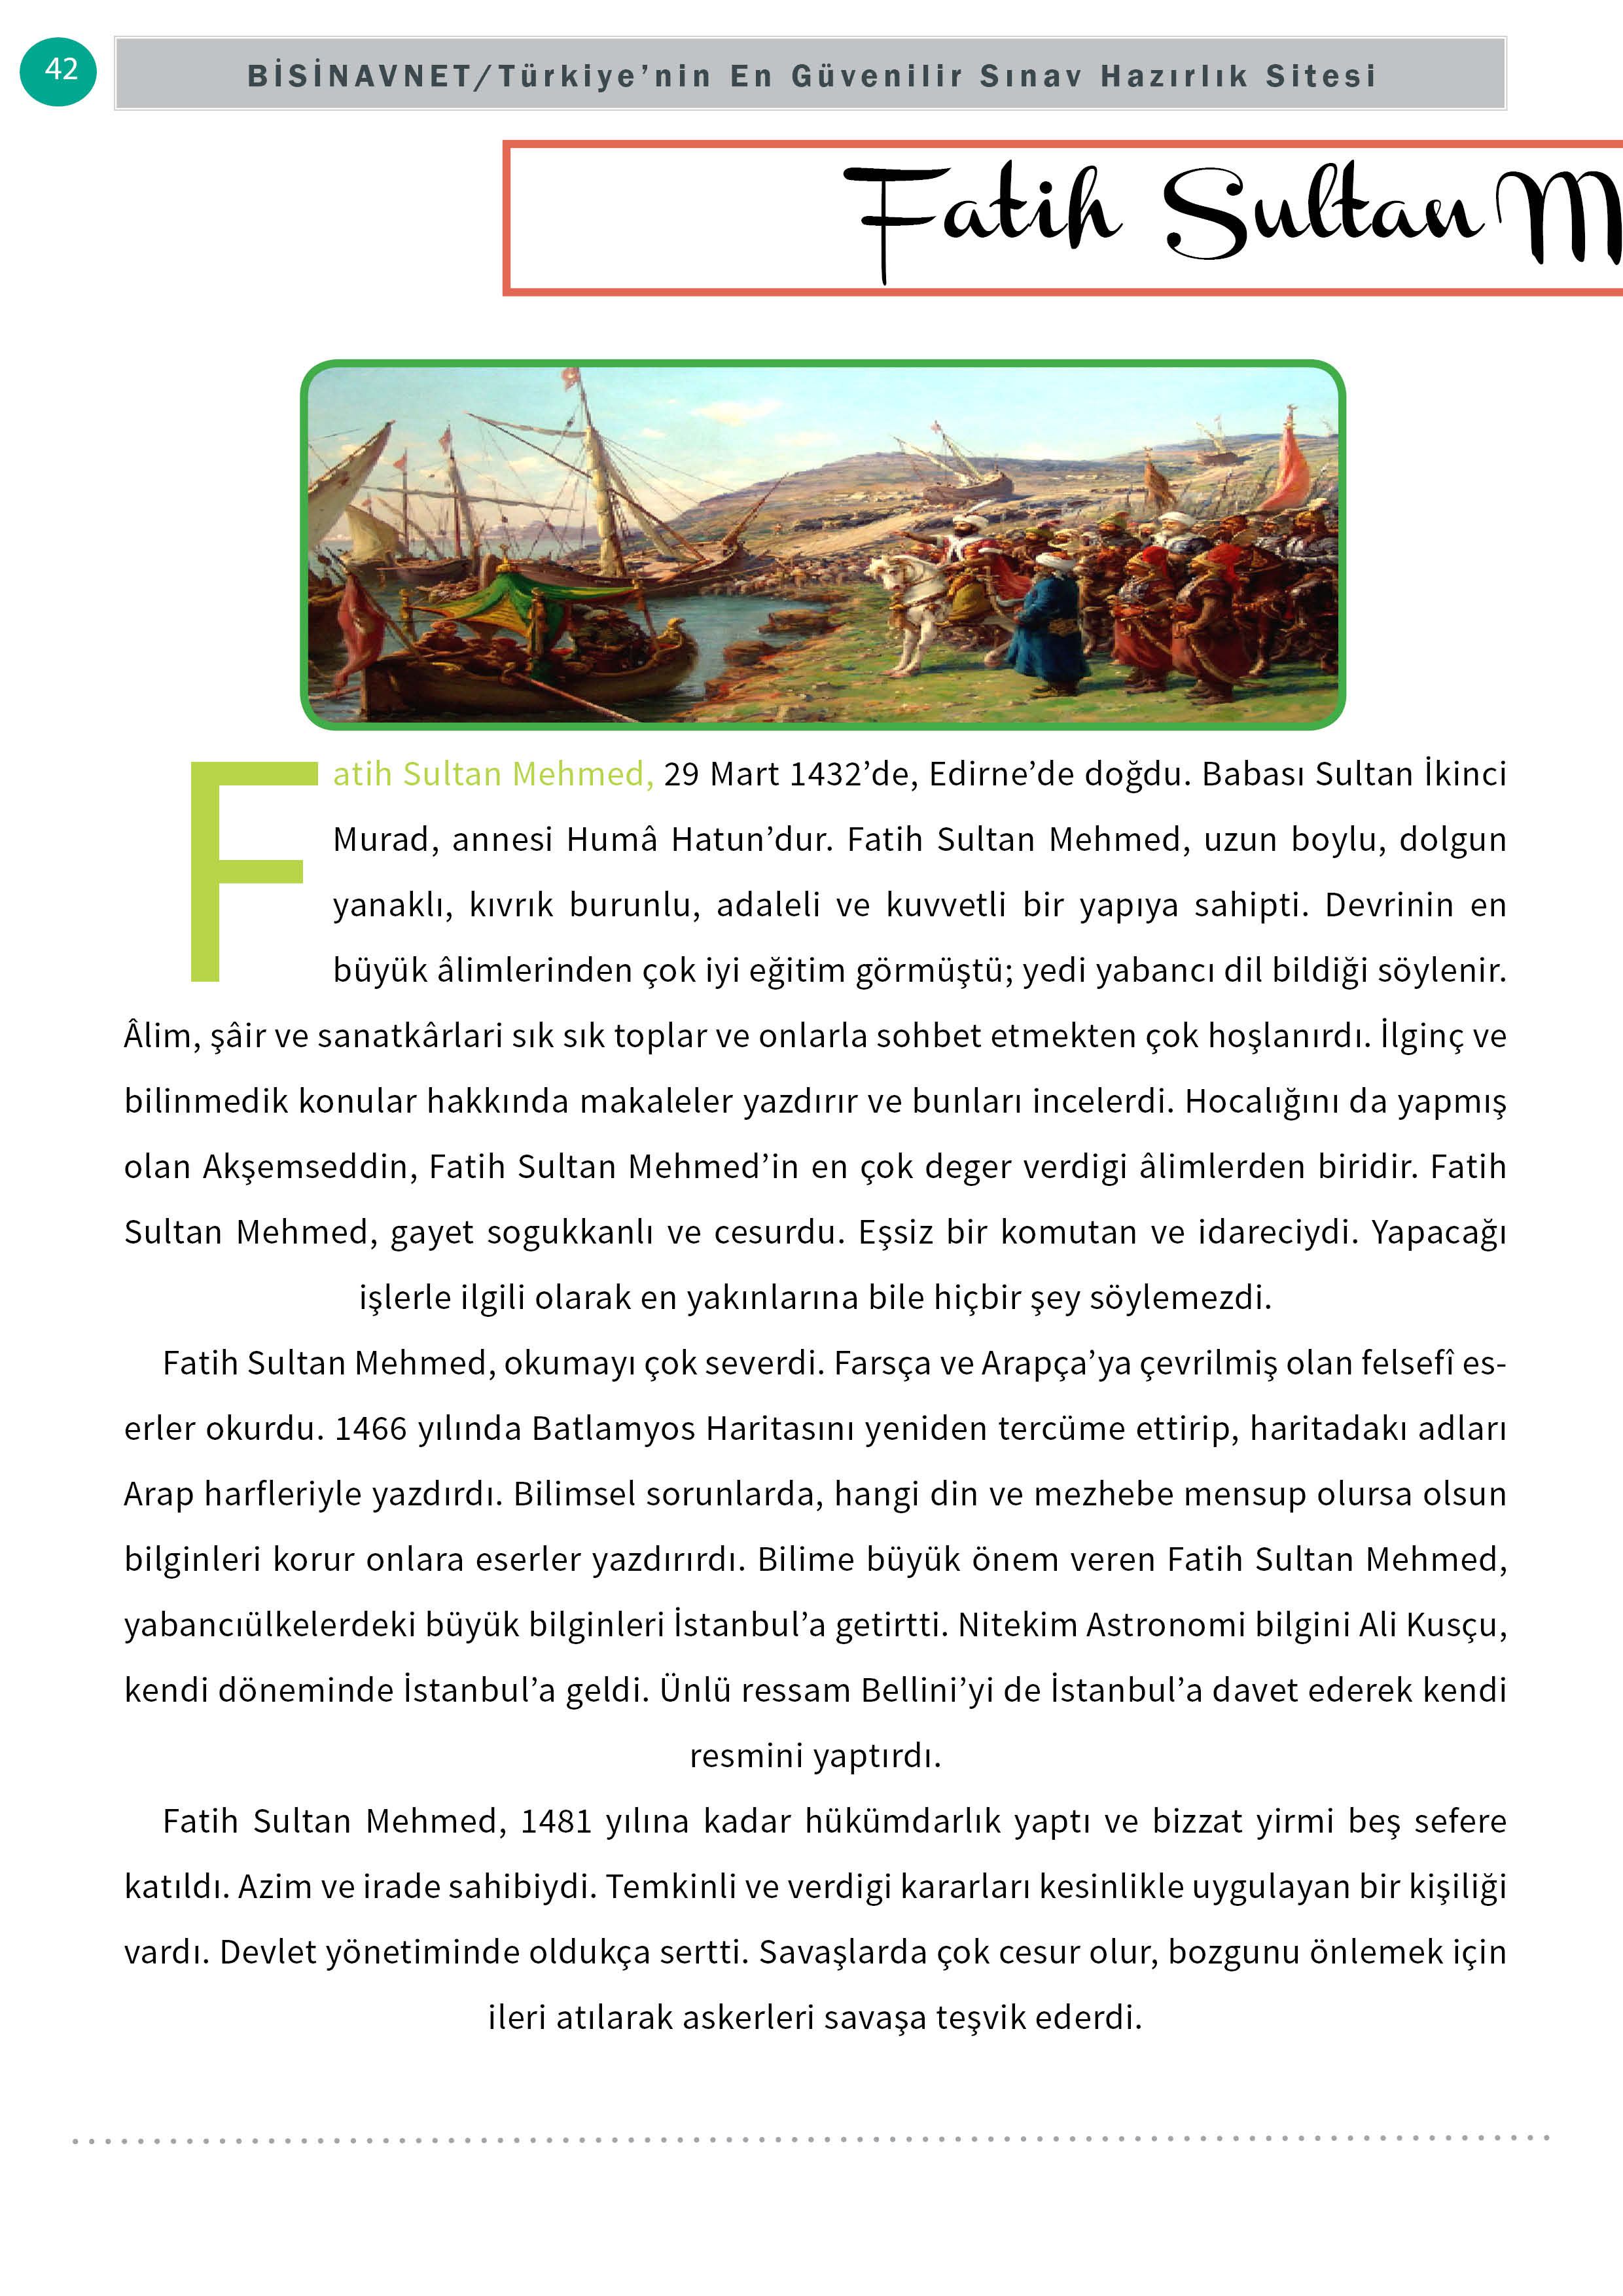 42
BİSİNAVNET/Türkiye’nin En Güvenilir Sınav Hazırlık Sitesi
Fatih Sultan M
Fatih Sultan Mehmed, 29 Mart 1432’de, Edirne’de doğdu. Babası Sultan İkinci
Murad, annesi Humâ Hatun’dur. Fatih Sultan Mehmed, uzun boylu, dolgun
yanaklı, kıvrık burunlu, adaleli ve kuvvetli bir yapıya sahipti. Devrinin en
büyük âlimlerinden çok iyi eğitim görmüştü; yedi yabancı dil bildiği söylenir.
Âlim, şâir ve sanatkârlari sık sık toplar ve onlarla sohbet etmekten çok hoşlanırdı. İlginç ve
bilinmedik konular hakkında makaleler yazdırır ve bunları incelerdi. Hocalığını da yapmış
olan Akşemseddin, Fatih Sultan Mehmed’in en çok deger verdigi âlimlerden biridir. Fatih
Sultan Mehmed, gayet sogukkanlı ve cesurdu. Eşsiz bir komutan ve idareciydi. Yapacağı
işlerle ilgili olarak en yakınlarına bile hiçbir şey söylemezdi.
Fatih Sultan Mehmed, okumayı çok severdi. Farsça ve Arapça’ya çevrilmiş olan felsefî es-
erler okurdu. 1466 yılında Batlamyos Haritasını yeniden tercüme ettirip, haritadakı adları
Arap harfleriyle yazdırdı. Bilimsel sorunlarda, hangi din ve mezhebe mensup olursa olsun
bilginleri korur onlara eserler yazdırırdı. Bilime büyük önem veren Fatih Sultan Mehmed,
yabancıülkelerdeki büyük bilginleri İstanbul’a getirtti. Nitekim Astronomi bilgini Ali Kusçu,
kendi döneminde İstanbul’a geldi. Ünlü ressam Bellini’yi de İstanbul’a davet ederek kendi
resmini yaptırdı.
Fatih Sultan Mehmed, 1481 yılına kadar hükümdarlık yaptı ve bizzat yirmi beş sefere
katıldı. Azim ve irade sahibiydi. Temkinli ve verdigi kararları kesinlikle uygulayan bir kişiliği
vardı. Devlet yönetiminde oldukça sertti. Savaşlarda çok cesur olur, bozgunu önlemek için
ileri atılarak askerleri savaşa teşvik ederdi.